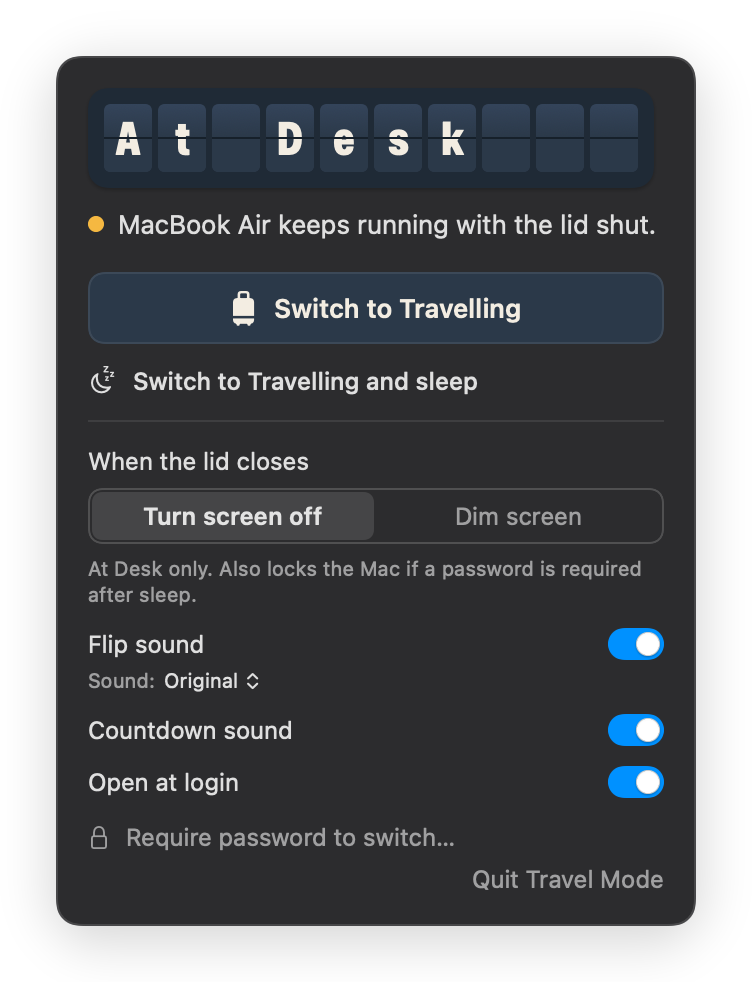 At Desk
MacBook Air keeps running with the lid shut.
Switch to Travelling
zzz
Switch to Travelling and sleep
When the lid closes
Turn screen off
Dim screen
At Desk only. Also locks the Mac if a password is required
after sleep.
Flip sound
Sound: Original
Countdown sound
Open at login
Require password to switch...
Quit Travel Mode